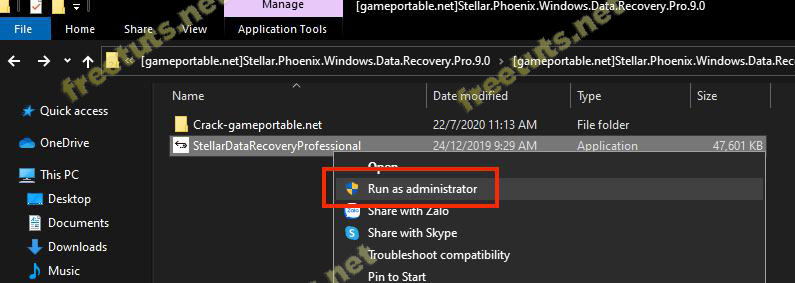 Manage
[gameportable.net]Stellar.Phoenix.Windows.Data.Recovery.Pro.9.0
File
Home
Share
View
Application Tools
« [gameportable.net]Stellar.Phoenix.Windows.Data.Recovery.Pro.9.0 > [gameportable.net]Stellar.Phoenix.Windows.Data.Reco
Name
Date modified
Type
Size
Quick access
Crack-gameportable.net
22/7/2020 11:13 AM
File folder
OneDrive
StellarDataRecoveryProfessional
24/12/2019 9:29 AM
Application
47,601 KB
Open
This PC
Run as administrator
Desktop
Share with Zalo
Documents
Share with Skype
Downloads
Troubleshoot compatibility
Music
Pin to Start
freetuts.net
freetuts.net
freetuts.net